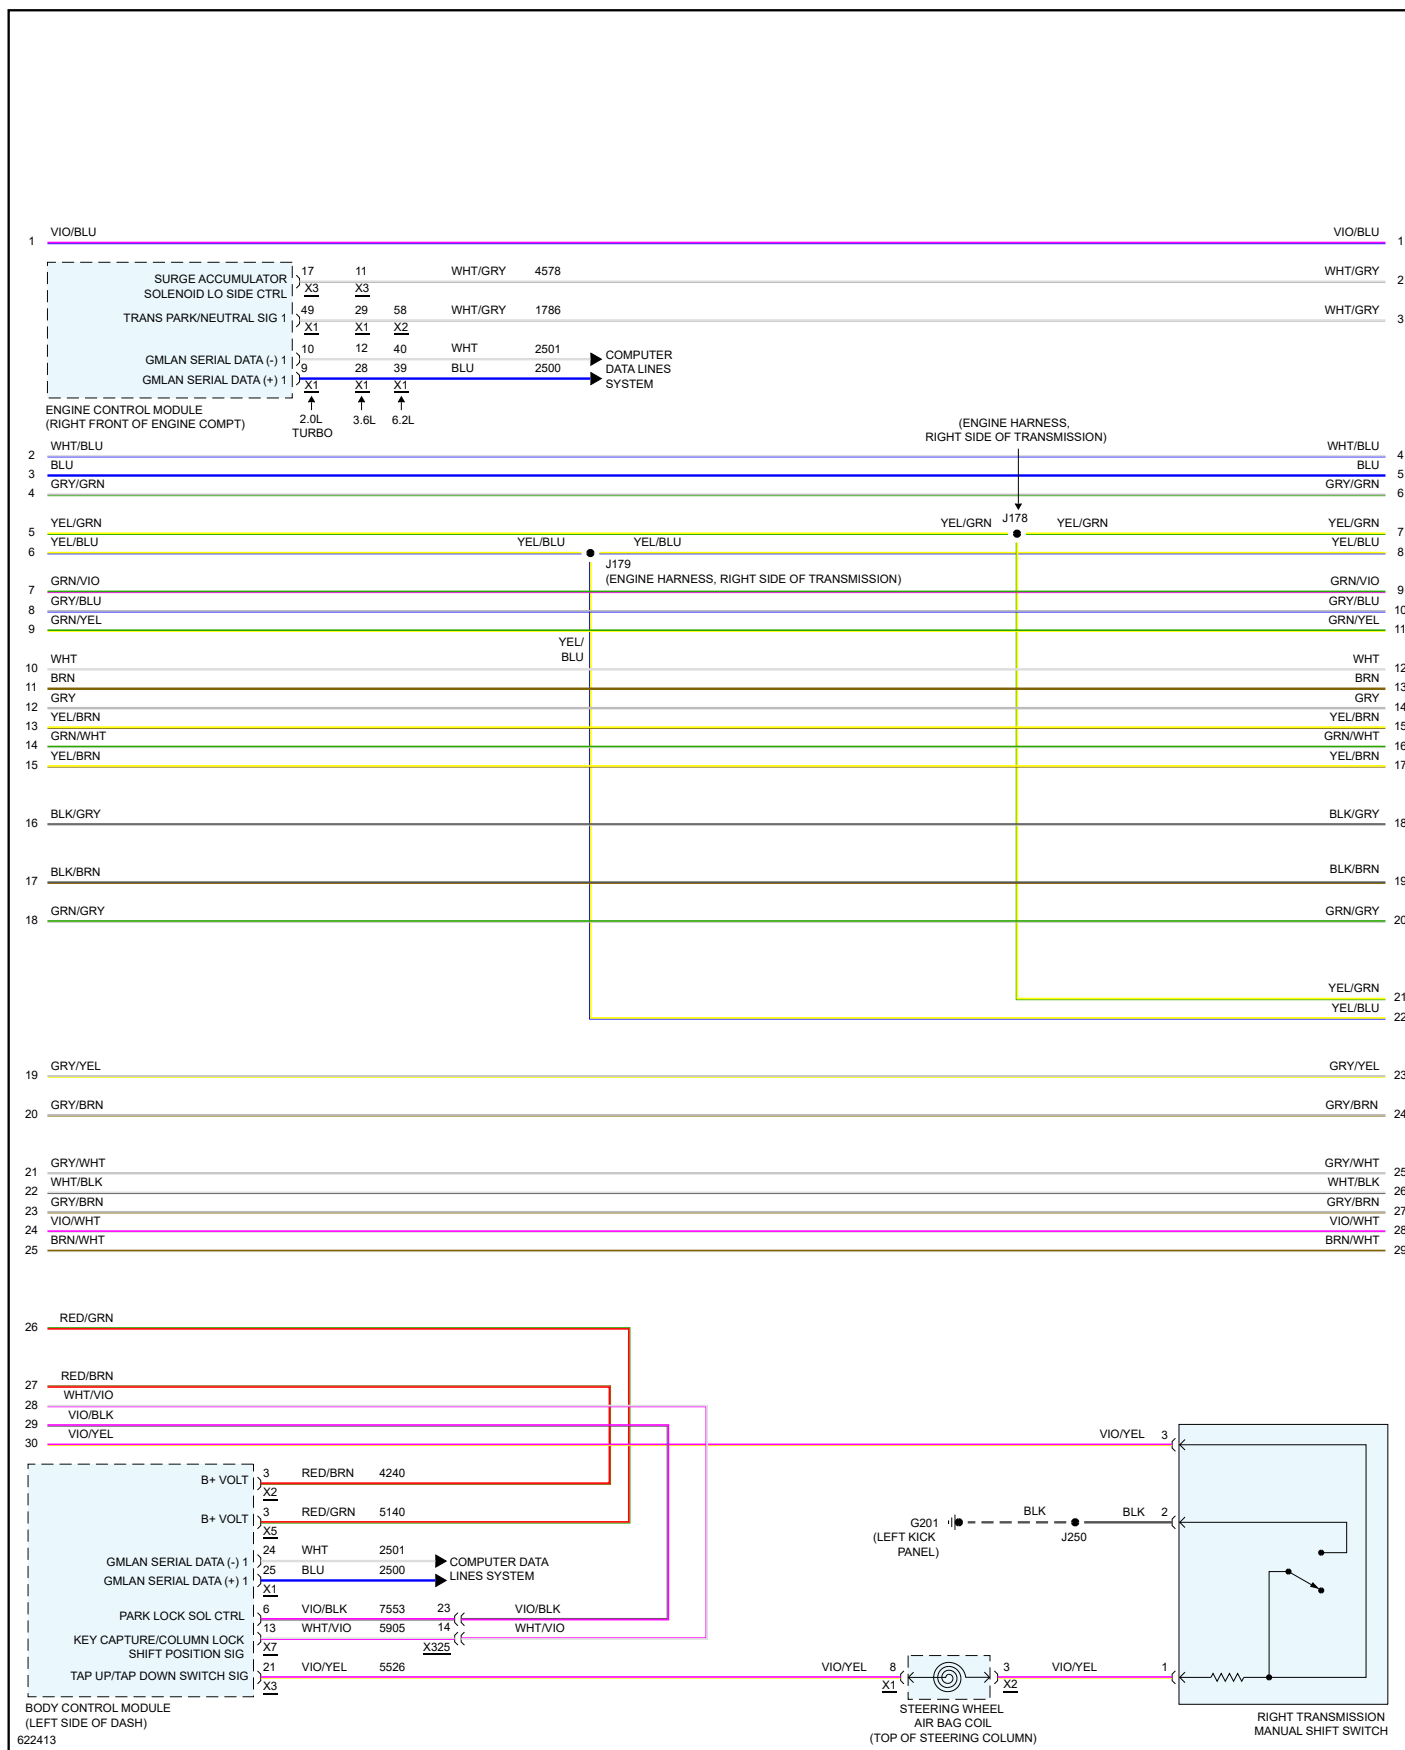 VIO/BLU VIO/BLU
1 1
SURGE ACCUMULATOR 17 11 WHT/GRY 4578 WHT/GRY
SOLENOID LO SIDE CTRL X3 X3 2
TRANS PARK/NEUTRAL SIG 1 49 29 58 WHT/GRY 1786 WHT/GRY
X1 X1 X2 3
GMLAN SERIAL DATA (-) 1 10 12 40 WHT 2501 COMPUTER
GMLAN SERIAL DATA (+) 1 9 28 39 BLU 2500 DATA LINES
X1 X1 X1 SYSTEM
ENGINE CONTROL MODULE
(RIGHT FRONT OF ENGINE COMPT)
2.0L 3.6L 6.2L
TURBO
(ENGINE HARNESS,
RIGHT SIDE OF TRANSMISSION)
2 WHT/BLU WHT/BLU 4
3 BLU BLU 5
4 GRY/GRN GRY/GRN 6
5 YEL/GRN YEL/GRN J178 YEL/GRN YEL/GRN 7
6 YEL/BLU YEL/BLU YEL/BLU YEL/BLU 8
J179
(ENGINE HARNESS, RIGHT SIDE OF TRANSMISSION)
7 GRN/VIO GRN/VIO 9
8 GRY/BLU GRY/BLU 10
9 GRN/YEL GRN/YEL 11
YEL/
BLU
10 WHT WHT 12
11 BRN BRN 13
12 GRY GRY 14
13 YEL/BRN YEL/BRN 15
14 GRN/WHT GRN/WHT 16
15 YEL/BRN YEL/BRN 17
16 BLK/GRY BLK/GRY 18
17 BLK/BRN BLK/BRN 19
18 GRN/GRY GRN/GRY 20
YEL/GRN 21
YEL/BLU 22
19 GRY/YEL GRY/YEL 23
20 GRY/BRN GRY/BRN 24
21 GRY/WHT GRY/WHT 25
22 WHT/BLK WHT/BLK 26
23 GRY/BRN GRY/BRN 27
24 VIO/WHT VIO/WHT 28
25 BRN/WHT BRN/WHT 29
26 RED/GRN
27 RED/BRN
28 WHT/VIO
29 VIO/BLK
30 VIO/YEL VIO/YEL 3
B+ VOLT 3 RED/BRN 4240
X2
B+ VOLT 3 RED/GRN 5140
X5
G201 BLK J250 BLK 2
(LEFT KICK
PANEL)
GMLAN SERIAL DATA (-) 1 24 WHT 2501 COMPUTER DATA
GMLAN SERIAL DATA (+) 1 25 BLU 2500 LINES SYSTEM
X1
PARK LOCK SOL CTRL 6 VIO/BLK 7553 23 VIO/BLK
KEY CAPTURE/COLUMN LOCK 13 WHT/VIO 5905 14 WHT/VIO
SHIFT POSITION SIG X7 X325
TAP UP/TAP DOWN SWITCH SIG 21 VIO/YEL 5526 VIO/YEL 8 3 VIO/YEL 1
X3 X1 X2
BODY CONTROL MODULE
(LEFT SIDE OF DASH)
STEERING WHEEL
AIR BAG COIL
(TOP OF STEERING COLUMN)
RIGHT TRANSMISSION
MANUAL SHIFT SWITCH
622413